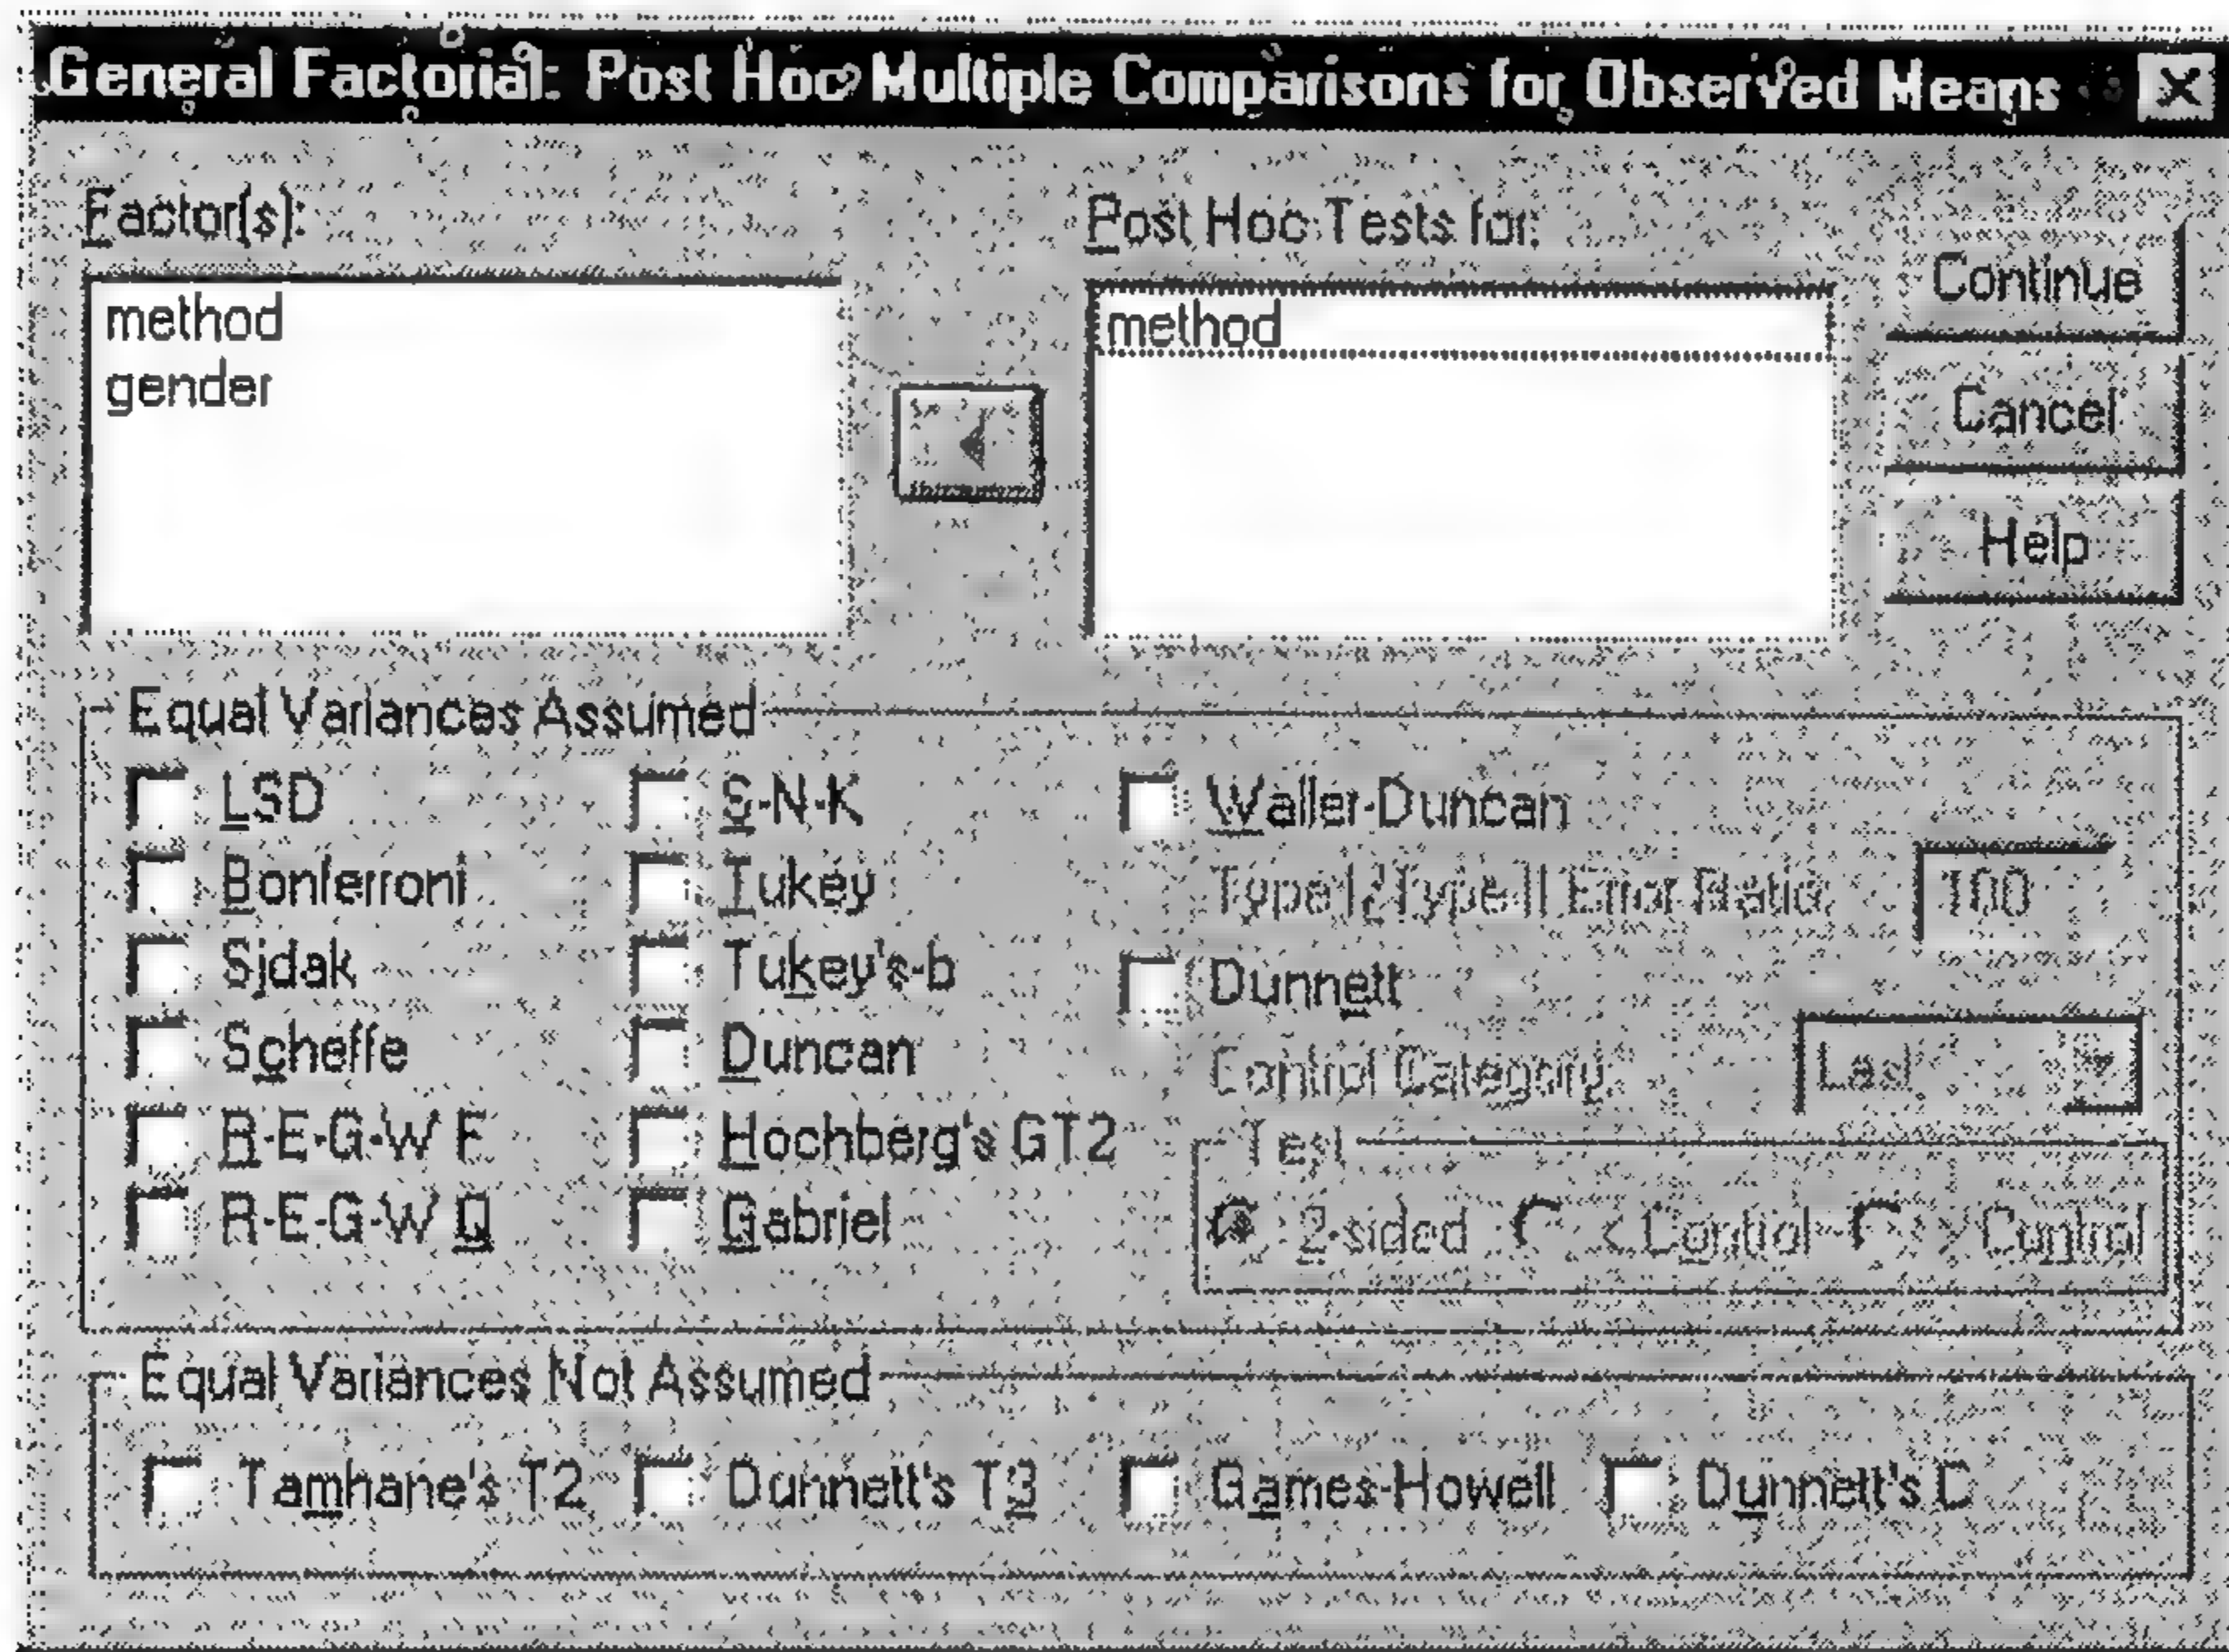 General Factorial: Post Hoc Multiple Comparisons for Observed Means
Factor(s):
Post Hoc Tests for:
method
gender
method
Continue
Cancel
Help
Equal Variances Assumed
LSD
S-N-K
Waller-Duncan
Bonferroni
Tukey
Type I/Type II Error Ratio:
100
Sidak
Tukey's-b
Dunnett
Scheffe
Duncan
Control Category:
Last
R-E-G-W F
Hochberg's GT2
Test
R-E-G-W Q
Gabriel
2-sided
< Control
> Control
Equal Variances Not Assumed
Tamhane's T2
Dunnett's T3
Games-Howell
Dunnett's C